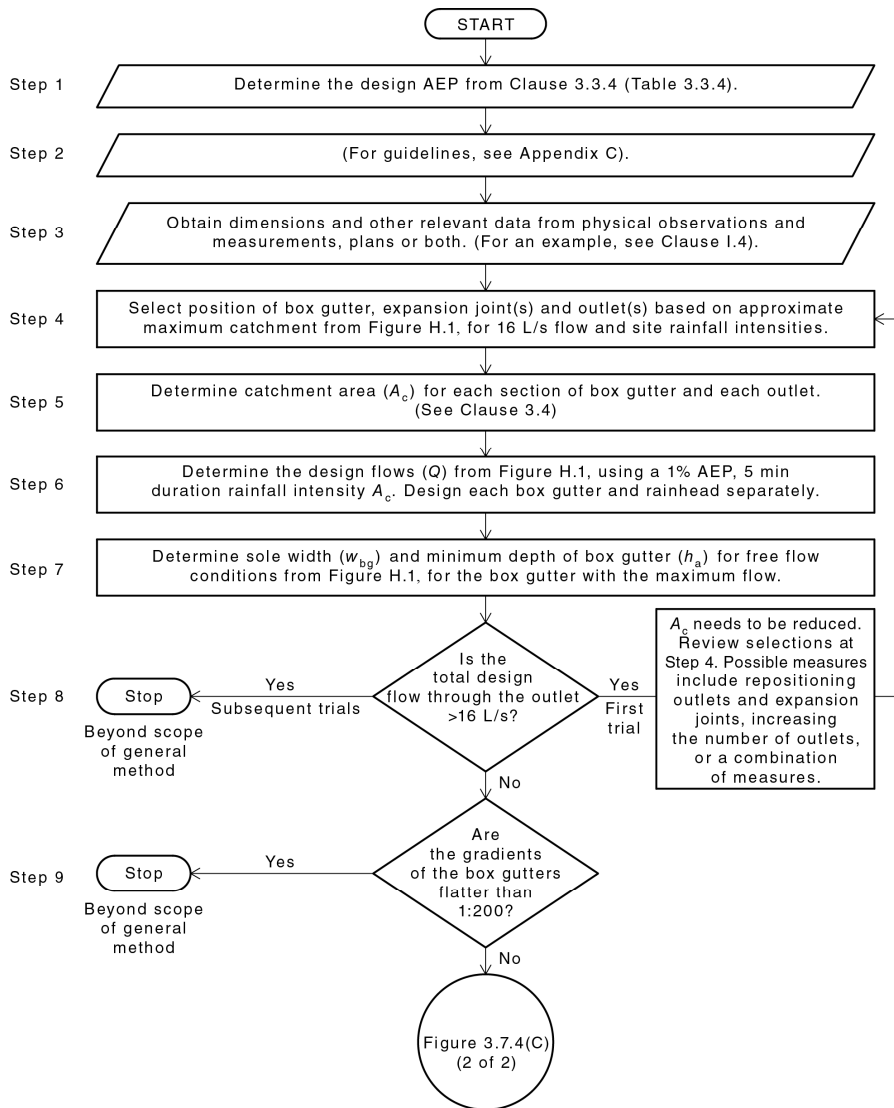 START
Step 1
Determine the design AEP from Clause 3.3.4 (Table 3.3.4).
Step 2
(For guidelines, see Appendix C).
Step 3
Obtain dimensions and other relevant data from physical observations and
measurements, plans or both. (For an example, see Clause I.4).
Step 4
Select position of box gutter, expansion joint(s) and outlet(s) based on approximate
maximum catchment from Figure H.1, for 16 L/s flow and site rainfall intensities.
Step 5
Determine catchment area (Ac) for each section of box gutter and each outlet.
(See Clause 3.4)
Step 6
Determine the design flows (Q) from Figure H.1, using a 1% AEP, 5 min
duration rainfall intensity Ac. Design each box gutter and rainhead separately.
Step 7
Determine sole width (wbg) and minimum depth of box gutter (ha) for free flow
conditions from Figure H.1, for the box gutter with the maximum flow.
Step 8
Stop
Beyond scope
of general
method
Yes
Subsequent trials
Is the
total design
flow through the outlet
>16 L/s?
Yes
First
trial
Ac needs to be reduced.
Review selections at
Step 4. Possible measures
include repositioning
outlets and expansion
joints, increasing
the number of outlets,
or a combination
of measures.
No
Step 9
Stop
Beyond scope
of general
method
Yes
Are
the gradients
of the box gutters
flatter than
1:200?
No
Figure 3.7.4(C)
(2 of 2)